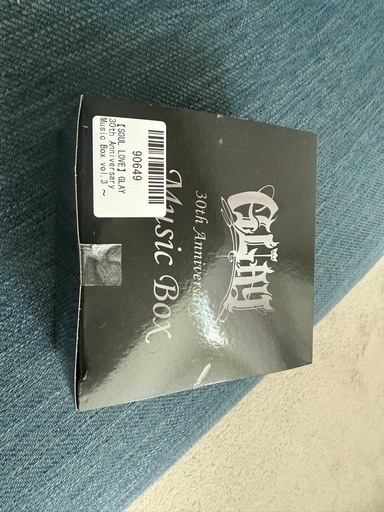 90649
【SOUL LOVE】GLAY
30th Anniversary
Music Box vol.3 ～
GLAY
30th Anniversary
Music Box